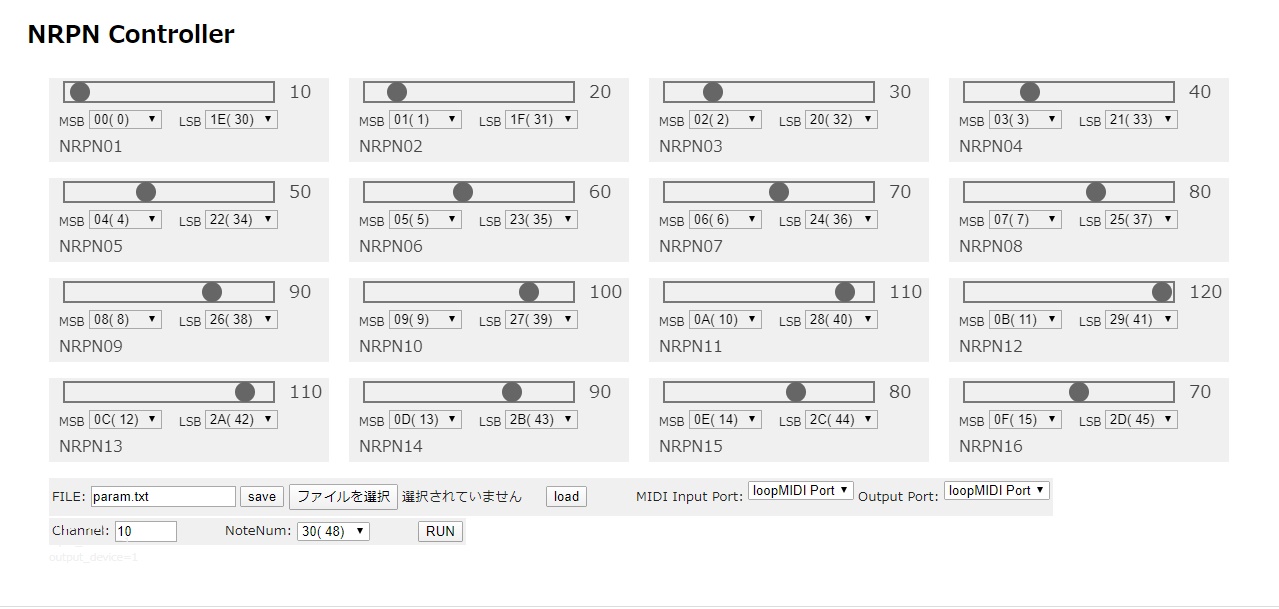 NRPN Controller
10 20 30 40
MSB 00( 0) LSB 1E( 30) MSB 01( 1) LSB 1F( 31) MSB 02( 2) LSB 20( 32) MSB 03( 3) LSB 21( 33)
NRPN01 NRPN02 NRPN03 NRPN04
50 60 70 80
MSB 04( 4) LSB 22( 34) MSB 05( 5) LSB 23( 35) MSB 06( 6) LSB 24( 36) MSB 07( 7) LSB 25( 37)
NRPN05 NRPN06 NRPN07 NRPN08
90 100 110 120
MSB 08( 8) LSB 26( 38) MSB 09( 9) LSB 27( 39) MSB 0A( 10) LSB 28( 40) MSB 0B( 11) LSB 29( 41)
NRPN09 NRPN10 NRPN11 NRPN12
110 90 80 70
MSB 0C( 12) LSB 2A( 42) MSB 0D( 13) LSB 2B( 43) MSB 0E( 14) LSB 2C( 44) MSB 0F( 15) LSB 2D( 45)
NRPN13 NRPN14 NRPN15 NRPN16
FILE: param.txt save ファイルを選択 選択されていません load MIDI Input Port: loopMIDI Port Output Port: loopMIDI Port
Channel: 10 NoteNum: 30( 48) RUN
output_device=1